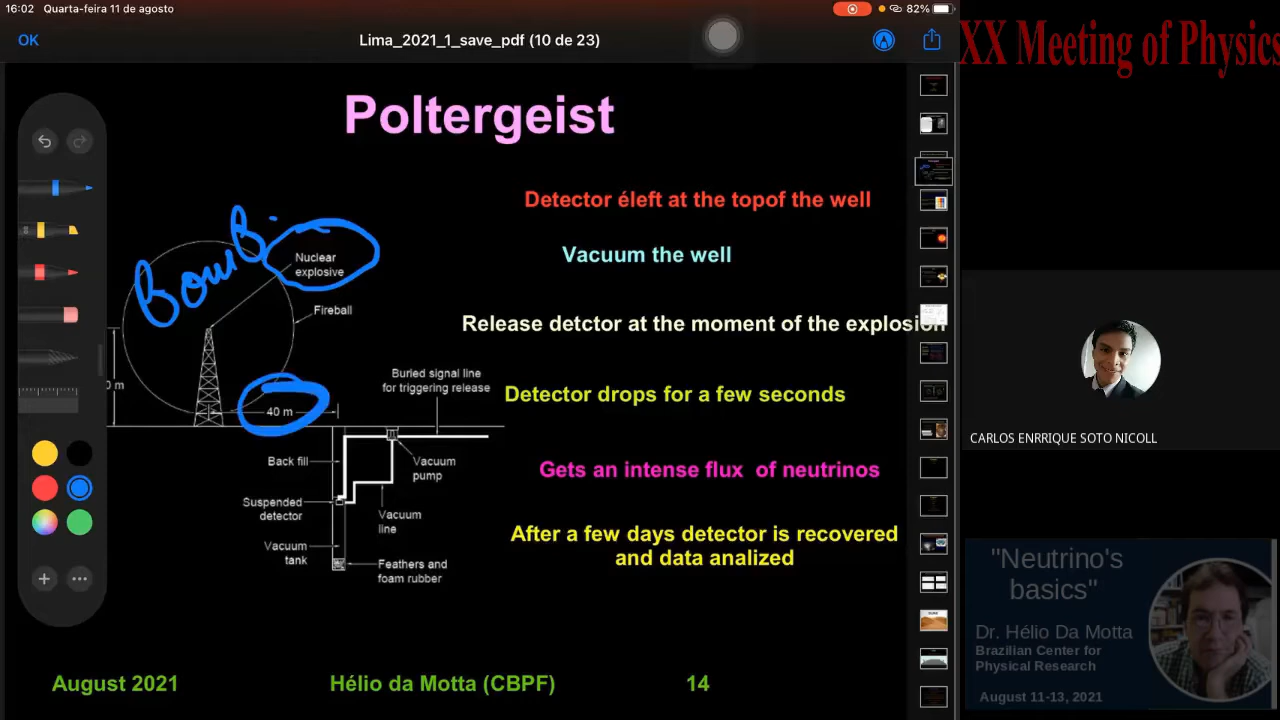 16:02 Quarta-feira 11 de agosto
82%
OK
Lima_2021_1_save_pdf (10 de 23)
XX Meeting of Physics
Poltergeist
Detector éleft at the topof the well
Vacuum the well
Release detctor at the moment of the explosion
Detector drops for a few seconds
Gets an intense flux of neutrinos
After a few days detector is recovered
and data analized
BomB
Nuclear
explosive
Fireball
0 m
40 m
Buried signal line
for triggering release
Back fill
Vacuum
pump
Suspended
detector
Vacuum
line
Vacuum
tank
Feathers and
foam rubber
August 2021
Hélio da Motta (CBPF)
14
CARLOS ENRRIQUE SOTO NICOLL
"Neutrino's
basics"
Dr. Hélio Da Motta
Brazilian Center for
Physical Research
August 11-13, 2021